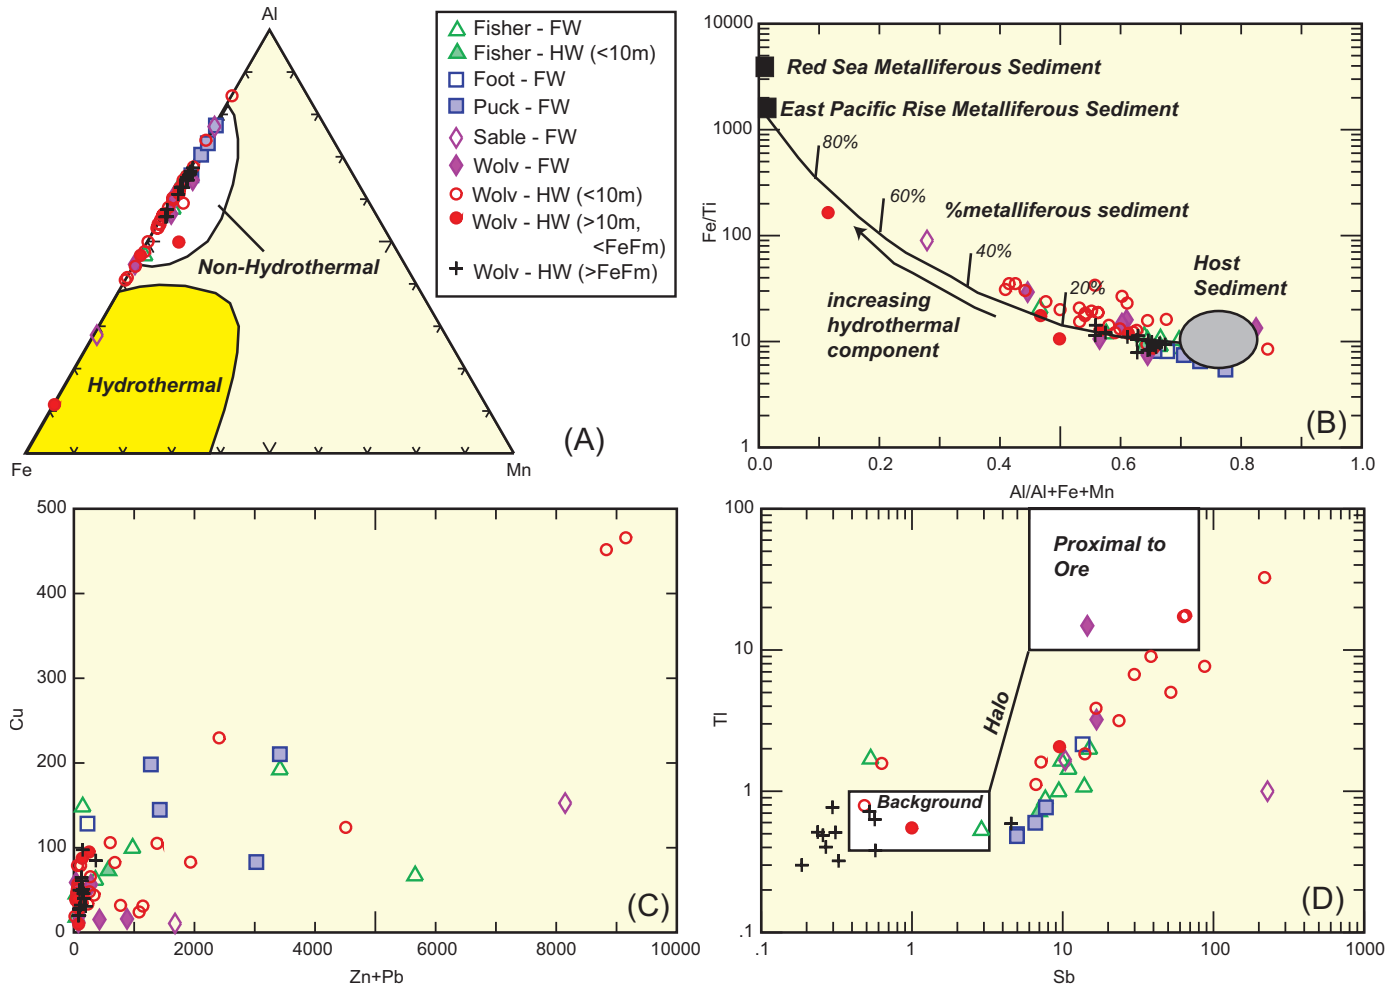 Al
Fe
Mn
Non-Hydrothermal
Hydrothermal
(A)
Fisher - FW
Fisher - HW (<10m)
Foot - FW
Puck - FW
Sable - FW
Wolv - FW
Wolv - HW (<10m)
Wolv - HW (>10m,
<FeFm)
Wolv - HW (>FeFm)
10000
1000
100
10
1
Fe/Ti
Red Sea Metalliferous Sediment
East Pacific Rise Metalliferous Sediment
80%
60%
%metalliferous sediment
40%
20%
Host
Sediment
increasing
hydrothermal
component
(B)
0.0
0.2
0.4
0.6
0.8
1.0
Al/Al+Fe+Mn
500
400
300
200
100
0
Cu
(C)
0
2000
4000
6000
8000
10000
Zn+Pb
100
10
1
.1
Tl
Proximal to
Ore
Halo
Background
(D)
.1
1
10
100
1000
Sb